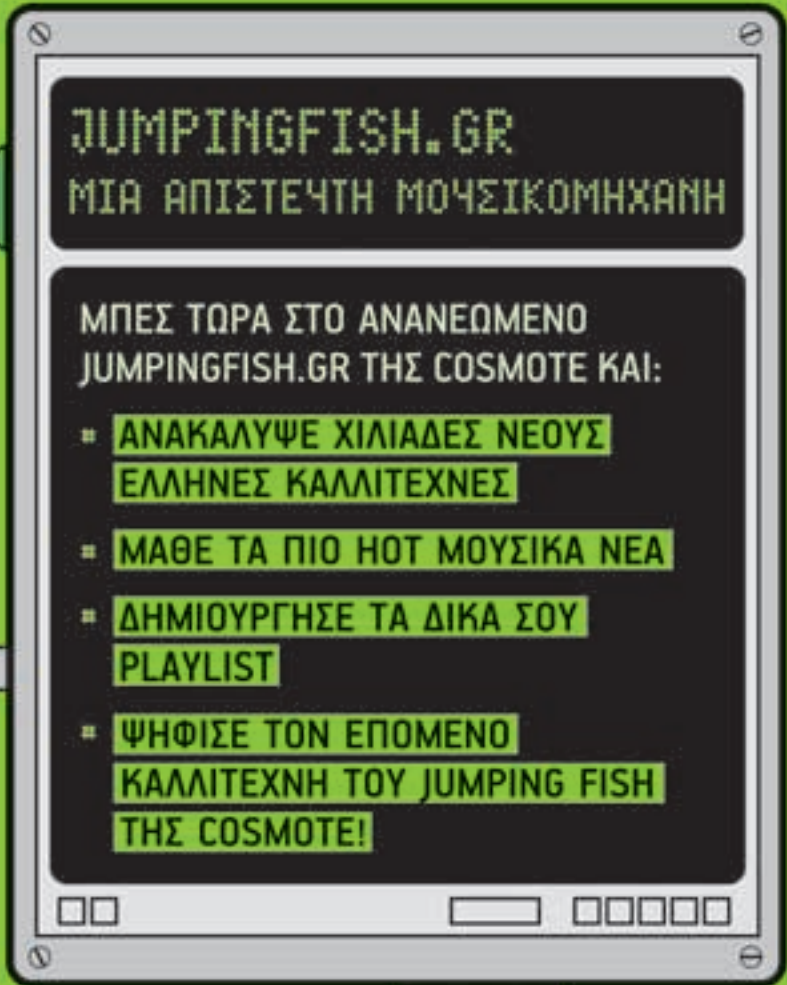 JUMPINGFISH.GR
ΜΙΑ ΑΠΙΣΤΕΥΤΗ ΜΟΥΣΙΚΟΜΗΧΑΝΗ
ΜΠΕΣ ΤΩΡΑ ΣΤΟ ΑΝΑΝΕΩΜΕΝΟ
JUMPINGFISH.GR ΤΗΣ COSMOTE ΚΑΙ:
ΑΝΑΚΑΛΥΨΕ ΧΙΛΙΑΔΕΣ ΝΕΟΥΣ
ΕΛΛΗΝΕΣ ΚΑΛΛΙΤΕΧΝΕΣ
ΜΑΘΕ ΤΑ ΠΙΟ HOT ΜΟΥΣΙΚΑ ΝΕΑ
ΔΗΜΙΟΥΡΓΗΣΕ ΤΑ ΔΙΚΑ ΣΟΥ
PLAYLIST
ΨΗΦΙΣΕ ΤΟΝ ΕΠΟΜΕΝΟ
ΚΑΛΛΙΤΕΧΝΗ ΤΟΥ JUMPING FISH
ΤΗΣ COSMOTE!